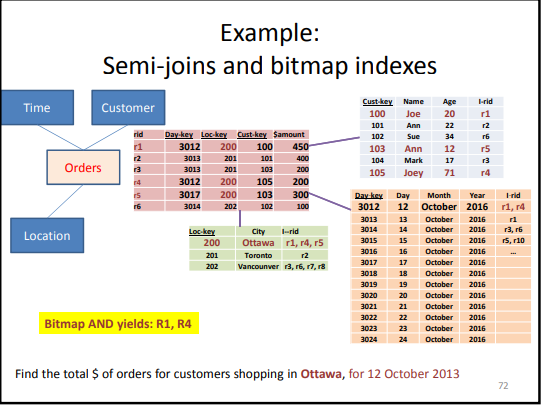 Example:
Semi-joins and bitmap indexes
Time
Customer
Orders
Location
rid Day-key Loc-key Cust-key $amount
r1 3012 200 100 450
r2 3013 201 101 400
r3 3013 201 103 200
r4 3012 200 105 200
r5 3017 200 103 300
r6 3014 202 102 100
Cust-key Name Age I-rid
100 Joe 20 r1
101 Ann 22 r2
102 Sue 34 r6
103 Ann 12 r5
104 Mark 17 r3
105 Joey 71 r4
Loc-key City I--rid
200 Ottawa r1, r4, r5
201 Toronto r2
202 Vancounver r3, r6, r7, r8
Day-key Day Month Year I-rid
3012 12 October 2016 r1, r4
3013 13 October 2016 r1
3014 14 October 2016 r3, r6
3015 15 October 2016 r5, r10
3016 16 October 2016 ...
3017 17 October 2016
3018 18 October 2016
3019 19 October 2016
3020 20 October 2016
3021 21 October 2016
3022 22 October 2016
3023 23 October 2016
3024 24 October 2016
Bitmap AND yields: R1, R4
Find the total $ of orders for customers shopping in Ottawa, for 12 October 2013
72